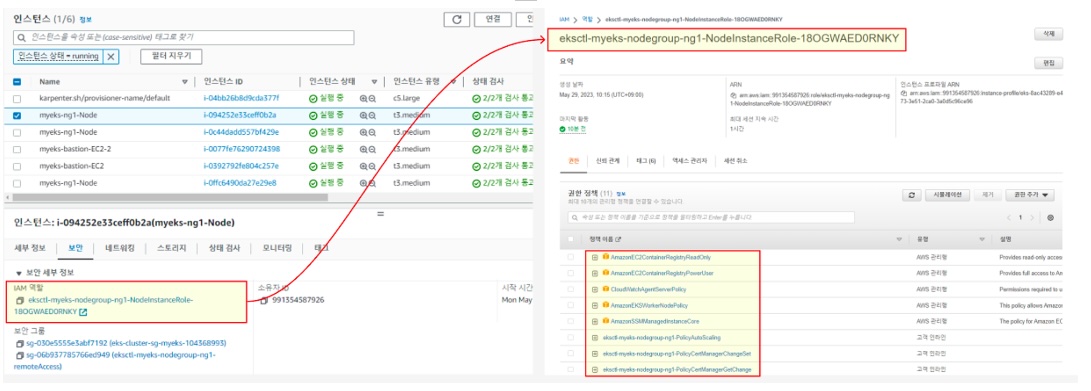 인스턴스 (1/6) 정보
연결
인스턴스를 속성 또는 (case-sensitive) 태그로 찾기
인스턴스 상태 = running
필터 지우기
Name
인스턴스 ID
인스턴스 상태
인스턴스 유형
상태 검사
karpenter.sh/provisioner-name/default
i-04bb26b8d9cda377f
실행 중
c5.large
2/2개 검사 통과
myeks-ng1-Node
i-094252e33ceff0b2a
실행 중
t3.medium
2/2개 검사 통과
myeks-ng1-Node
i-0c44dadd557bf429e
실행 중
t3.medium
2/2개 검사 통과
myeks-bastion-EC2-2
i-0077fe76290724398
실행 중
t3.medium
2/2개 검사 통과
myeks-bastion-EC2
i-0392792fe804c257e
실행 중
t3.medium
2/2개 검사 통과
myeks-ng1-Node
i-0ffc6490da27e29e8
실행 중
t3.medium
2/2개 검사 통과
인스턴스: i-094252e33ceff0b2a(myeks-ng1-Node)
세부 정보
보안
네트워킹
스토리지
상태 검사
모니터링
태그
보안 세부 정보
IAM 역할
eksctl-myeks-nodegroup-ng1-NodeInstanceRole-
18OGWAED0RNKY
소유자 ID
991354587926
시작 시간
Mon May
보안 그룹
sg-030e5555e3abf7192 (eks-cluster-sg-myeks-104368993)
sg-06b937785766ed949 (eksctl-myeks-nodegroup-ng1-
remoteAccess)
IAM > 역할 > eksctl-myeks-nodegroup-ng1-NodeInstanceRole-18OGWAED0RNKY
eksctl-myeks-nodegroup-ng1-NodeInstanceRole-18OGWAED0RNKY
삭제
요약
편집
생성 날짜
May 29, 2023, 10:15 (UTC+09:00)
ARN
arn:aws:iam::991354587926:role/eksctl-myeks-nodegroup-ng
1-NodeInstanceRole-18OGWAED0RNKY
인스턴스 프로파일 ARN
마지막 활동
10분 전
최대 세션 지속 시간
1시간
권한
신뢰 관계
태그 (6)
액세스 관리자
세션 취소
권한 정책 (11) 정보
최대 10개의 관리형 정책을 연결할 수 있습니다.
시뮬레이션
제거
권한 추가
속성 또는 정책 이름을 기준으로 정책을 필터링하고 Enter를 누릅니다.
1
정책 이름
유형
설명
AmazonEC2ContainerRegistryReadOnly
AWS 관리형
Provides read-only acces
AmazonEC2ContainerRegistryPowerUser
AWS 관리형
Provides full access to Am
CloudWatchAgentServerPolicy
AWS 관리형
Permissions required to u
AmazonEKSWorkerNodePolicy
AWS 관리형
This policy allows Amazon
AmazonSSMManagedInstanceCore
AWS 관리형
The policy for Amazon EC
eksctl-myeks-nodegroup-ng1-PolicyAutoScaling
고객 인라인
eksctl-myeks-nodegroup-ng1-PolicyCertManagerChangeSet
고객 인라인
eksctl-myeks-nodegroup-ng1-PolicyCertManagerGetChange
고객 인라인